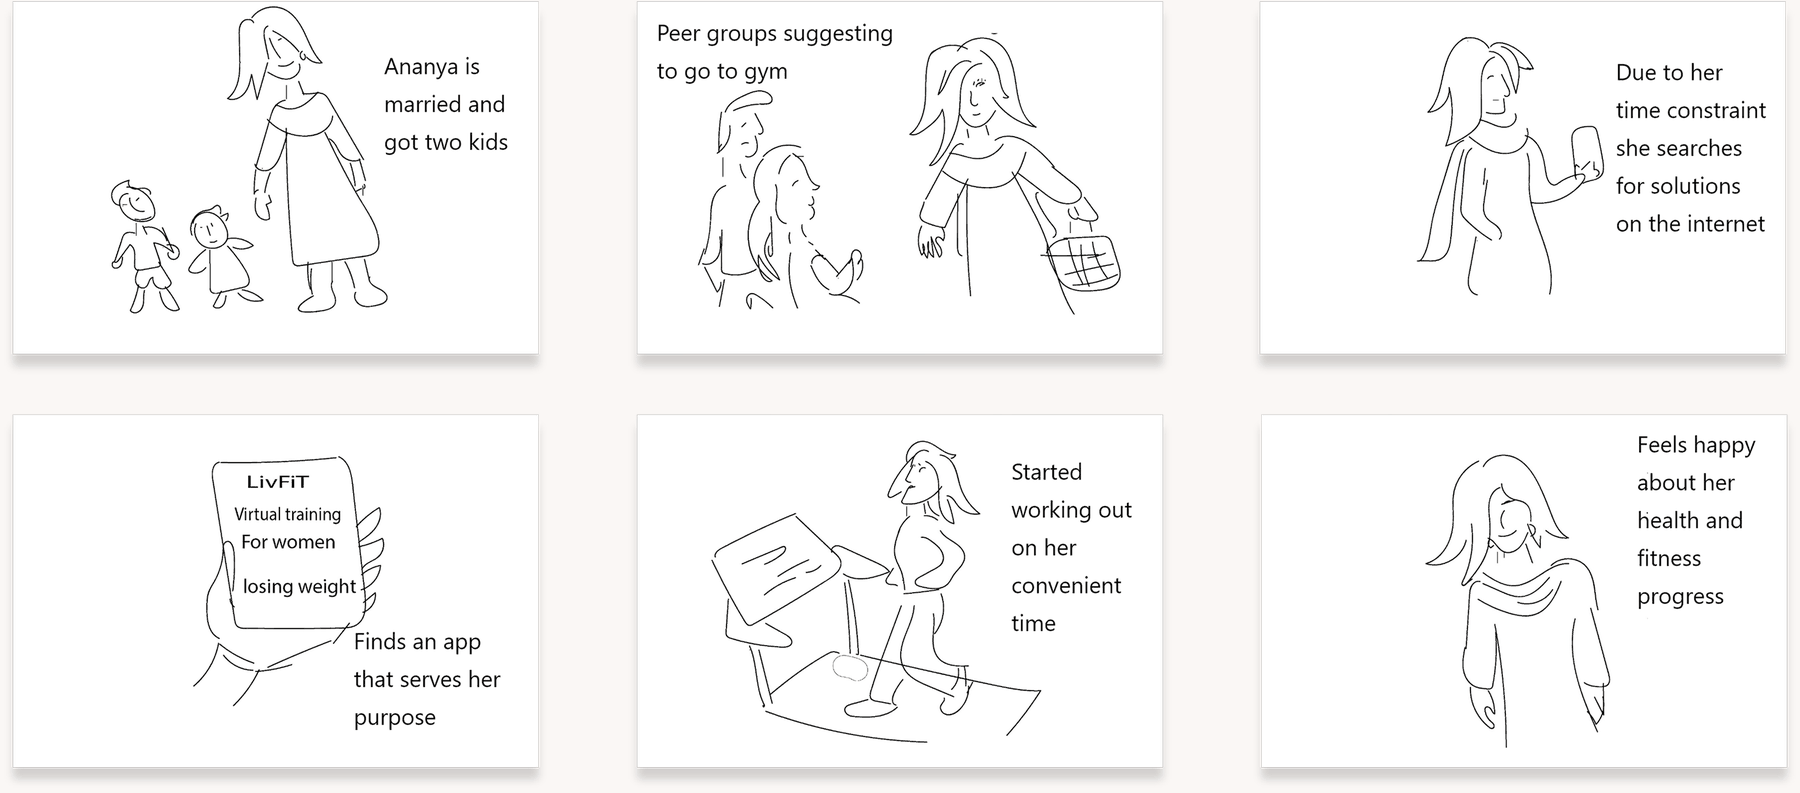 Ananya is
married and
got two kids
Peer groups suggesting
to go to gym
Due to her
time constraint
she searches
for solutions
on the internet
LivFiT
Virtual training
For women
losing weight
Finds an app
that serves her
purpose
Started
working out
on her
convenient
time
Feels happy
about her
health and
fitness
progress